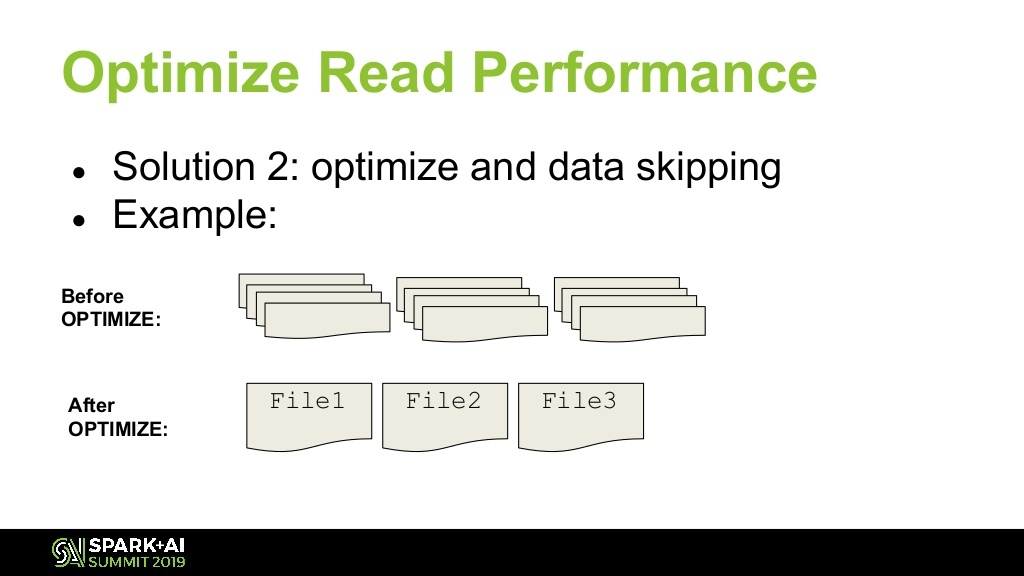 Optimize Read Performance
● Solution 2: optimize and data skipping
● Example:
Before
OPTIMIZE:
After
OPTIMIZE:
File1 File2 File3
SPARK+AI
SUMMIT 2019